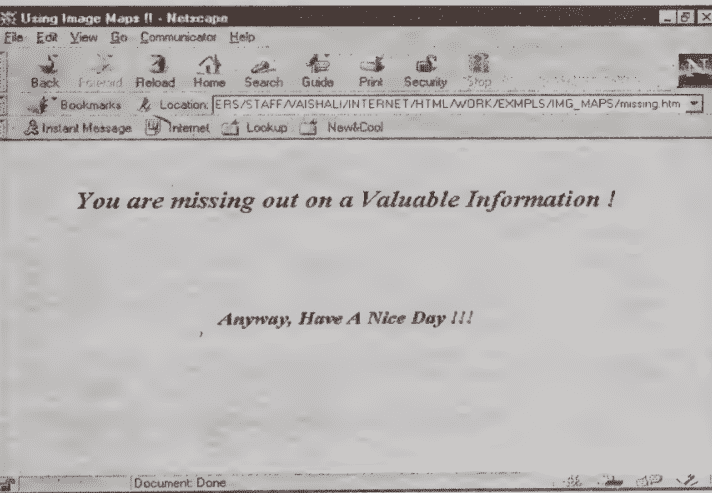 Using Image Maps !! - Netscape
File Edit View Go Communicator Help
Back Forward Reload Home Search Guide Print Security Stop
Bookmarks Location: ERS/STAFF/VAISHALI/INTERNET/HTML/WORK/EXMPLS/IMG_MAPS/missing.htm
Instant Message Internet Lookup New&Cool
You are missing out on a Valuable Information !
Anyway, Have A Nice Day !!!
Document: Done